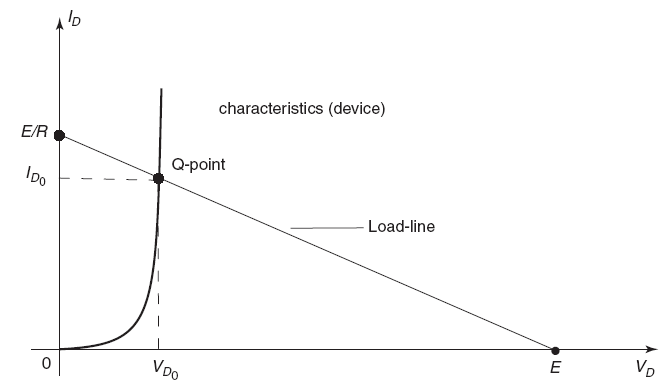 I_D
characteristics (device)
E/R
Q-point
I_D₀
Load-line
0
V_D₀
E
V_D